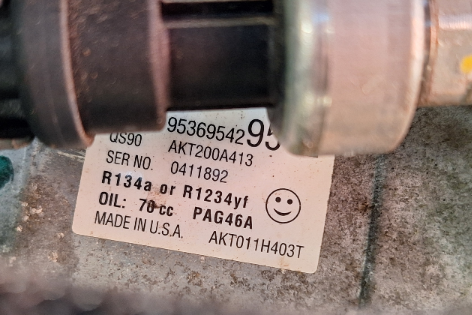 95369542 95
QS90 AKT200A413
SER NO. 0411892
R134a or R1234yf
OIL: 70 cc PAG46A
MADE IN U.S.A. AKT011H403T